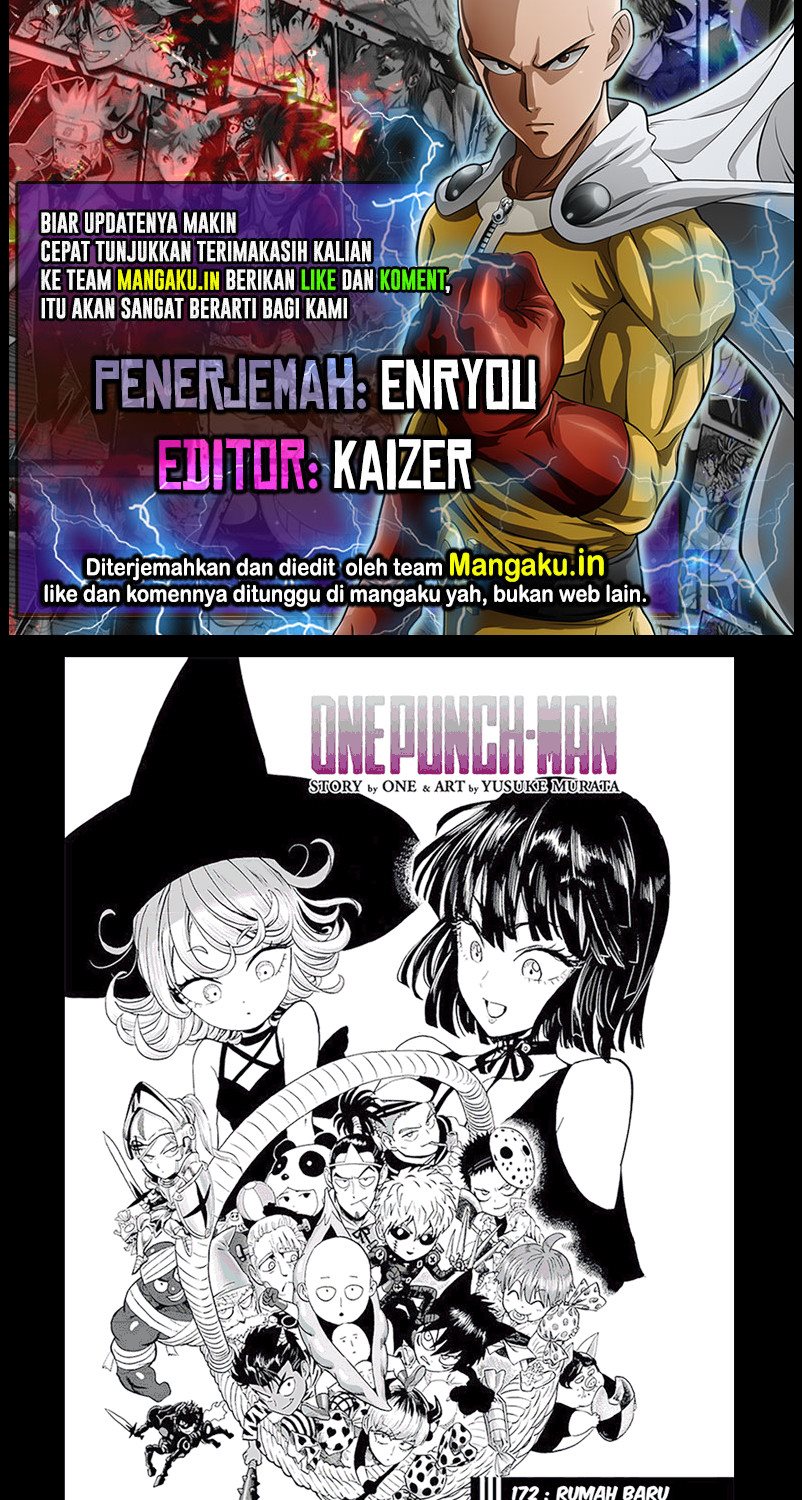 BIAR UPDATENYA MAKIN
CEPAT TUNJUKKAN TERIMAKASIH KALIAN
KE TEAM MANGAKU.IN BERIKAN LIKE DAN KOMENT,
ITU AKAN SANGAT BERARTI BAGI KAMI
PENERJEMAH: ENRYOU
EDITOR: KAIZER
Diterjemahkan dan diedit oleh team Mangaku.in
like dan komennya ditunggu di mangaku yah, bukan web lain.
ONE PUNCH-MAN
STORY by ONE & ART by YUSUKE MURATA
172 : RUMAH BARU